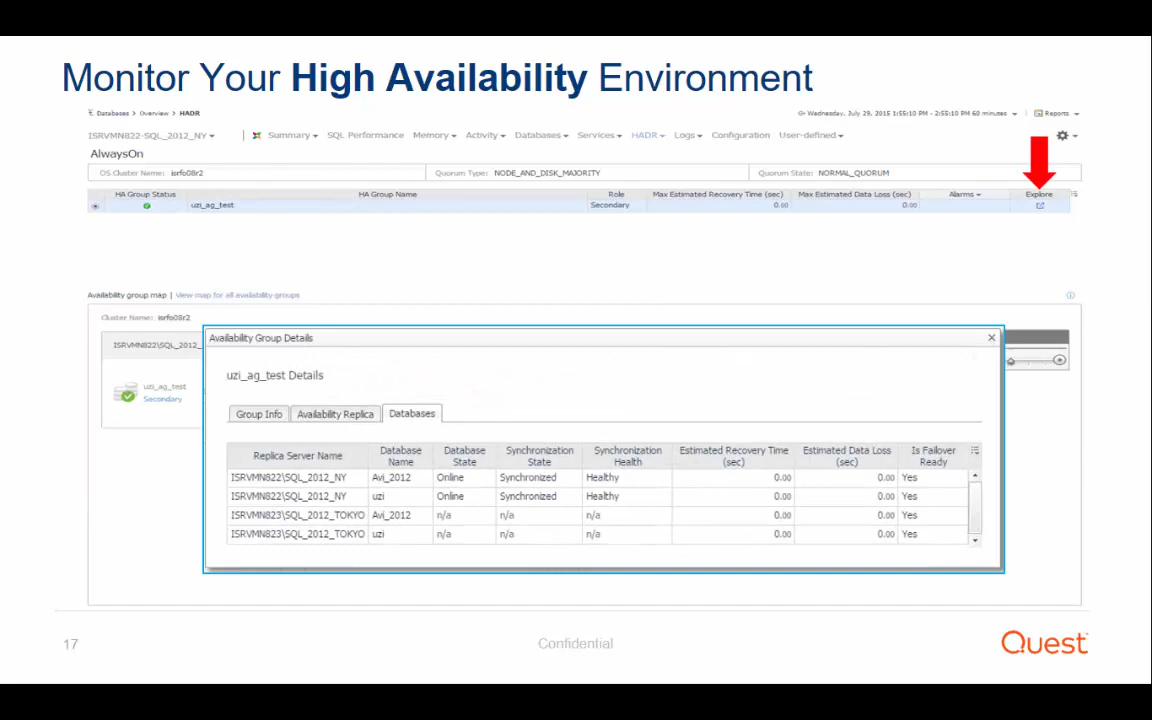 Monitor Your High Availability Environment
Databases > Overview > HADR
Wednesday, July 29, 2015 1:55:10 PM - 2:55:10 PM 60 minutes
Reports
ISRVMN822-SQL_2012_NY
Summary SQL Performance Memory Activity Databases Services HADR Logs Configuration User-defined
AlwaysOn
OS Cluster Name: isrfo08r2 Quorum Type: NODE_AND_DISK_MAJORITY Quorum State: NORMAL_QUORUM
HA Group Status HA Group Name Role Max Estimated Recovery Time (sec) Max Estimated Data Loss (sec) Alarms Explore
uzi_ag_test Secondary 0.00 0.00
Availability group map | View map for all availability groups
Cluster Name: isrfo08r2
ISRVMN822\SQL_2012_
uzi_ag_test
Secondary
Availability Group Details
uzi_ag_test Details
Group Info Availability Replica Databases
Replica Server Name Database Name Database State Synchronization State Synchronization Health Estimated Recovery Time (sec) Estimated Data Loss (sec) Is Failover Ready
ISRVMN822\SQL_2012_NY Avi_2012 Online Synchronized Healthy 0.00 0.00 Yes
ISRVMN822\SQL_2012_NY uzi Online Synchronized Healthy 0.00 0.00 Yes
ISRVMN823\SQL_2012_TOKYO Avi_2012 n/a n/a n/a 0.00 0.00 Yes
ISRVMN823\SQL_2012_TOKYO uzi n/a n/a n/a 0.00 0.00 Yes
17
Confidential
Quest